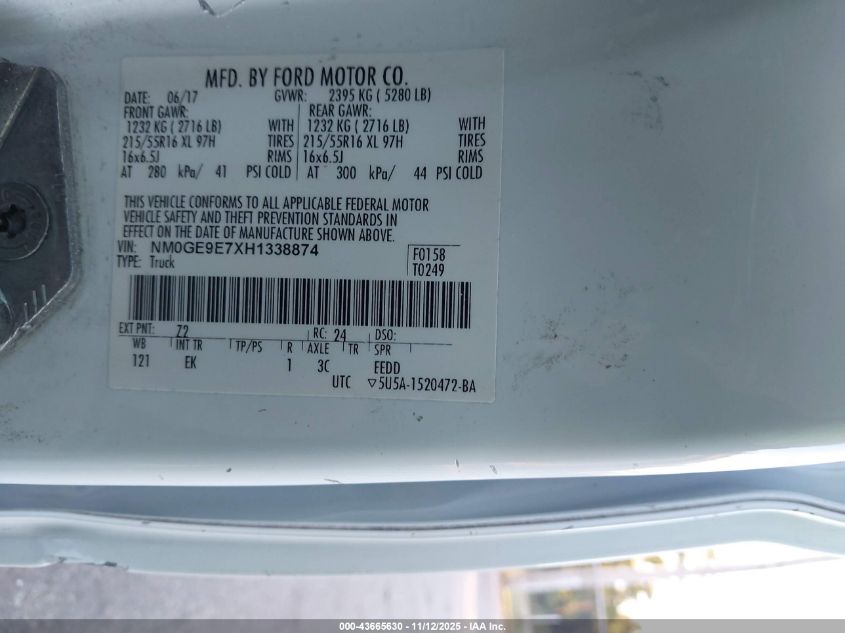 MFD. BY FORD MOTOR CO.
DATE: 06/17 GVWR: 2395 KG ( 5280 LB)
FRONT GAWR: REAR GAWR:
1232 KG ( 2716 LB) WITH 1232 KG ( 2716 LB) WITH
215/55R16 XL 97H TIRES 215/55R16 XL 97H TIRES
16x6.5J RIMS 16x6.5J RIMS
AT 280 kPa/ 41 PSI COLD AT 300 kPa/ 44 PSI COLD
THIS VEHICLE CONFORMS TO ALL APPLICABLE FEDERAL MOTOR
VEHICLE SAFETY AND THEFT PREVENTION STANDARDS IN
EFFECT ON THE DATE OF MANUFACTURE SHOWN ABOVE.
VIN: NM0GE9E7XH1338874 F0158
TYPE: Truck T0249
EXT PNT: Z2 RC: 24 DSO:
WB INT TR TP/PS R AXLE TR SPR
121 EK 1 3C FEDD
UTC ▽5U5A-1520472-BA
000-43665630 - 11/12/2025 - IAA Inc.